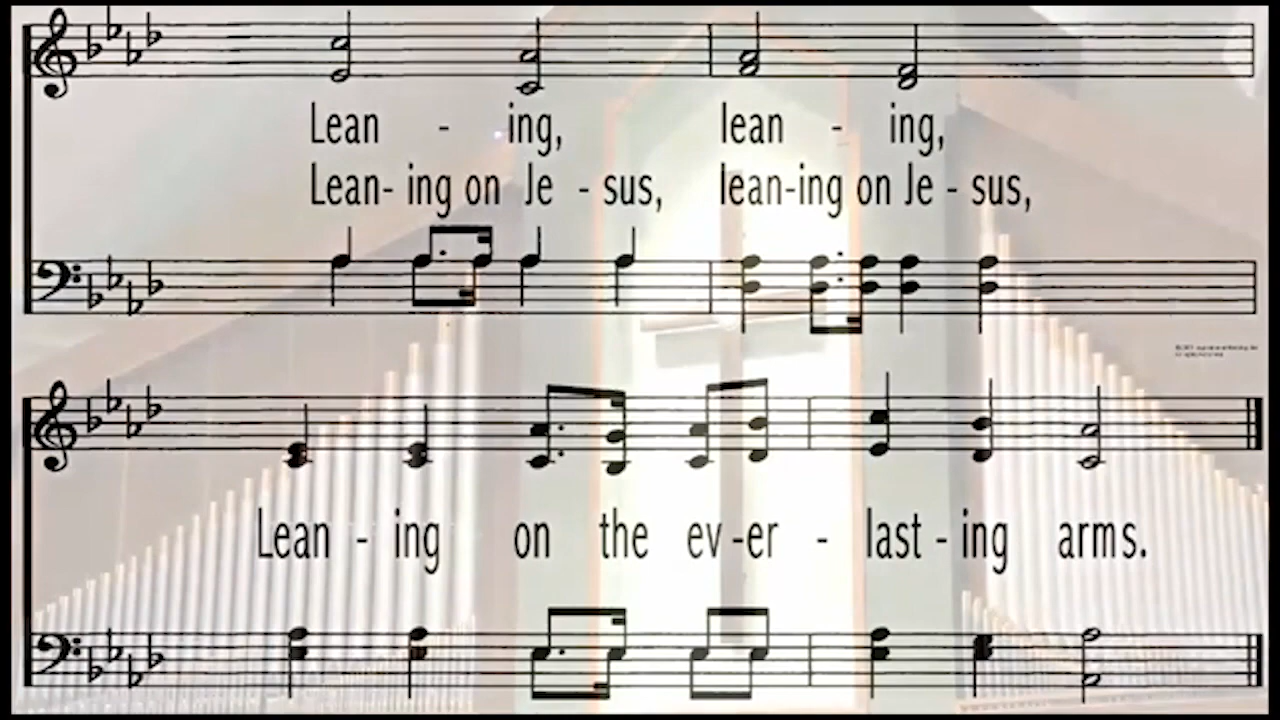 Lean - ing, lean - ing,
Lean- ing on Je - sus, lean-ing on Je - sus,
Lean - ing on the ev -er - last - ing arms.